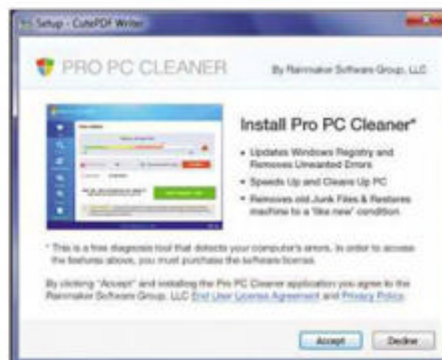 Setup - CutePDF Writer
PRO PC CLEANER
By Rainmaker Software Group, LLC
Install Pro PC Cleaner*
• Updates Windows Registry and
Removes Unwanted Errors
• Speeds Up and Cleans Up PC
• Removes old Junk Files & Restores
machine to a 'like new' condition
* This is a free diagnosis tool that detects your computer's errors. In order to access
the features above, you must purchase the software license.
By clicking "Accept" and installing the Pro PC Cleaner application you agree to the
Rainmaker Software Group, LLC End User License Agreement and Privacy Policy.
Accept
Decline